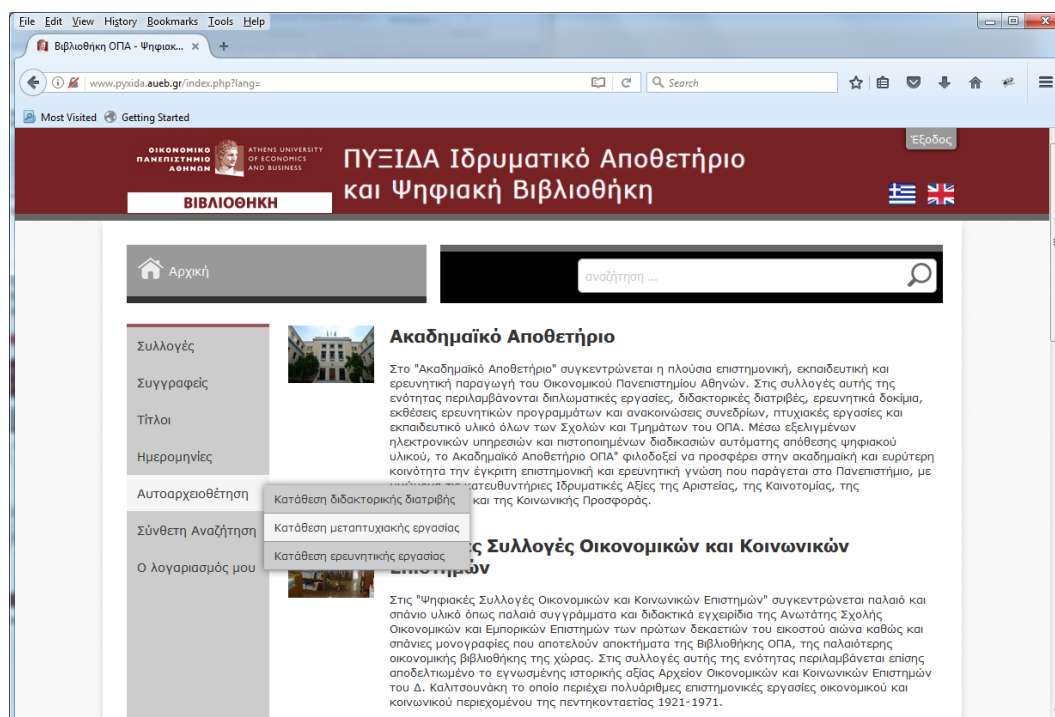 File Edit View History Bookmarks Tools Help
Βιβλιοθήκη ΟΠΑ - Ψηφιακ... × +
www.pyxida.aueb.gr/index.php?lang=
Search
Most Visited Getting Started
Έξοδος
ΟΙΚΟΝΟΜΙΚΟ
ΠΑΝΕΠΙΣΤΗΜΙΟ
ΑΘΗΝΩΝ
ATHENS UNIVERSITY
OF ECONOMICS
AND BUSINESS
ΒΙΒΛΙΟΘΗΚΗ
ΠΥΞΙΔΑ Ιδρυματικό Αποθετήριο
και Ψηφιακή Βιβλιοθήκη
Αρχική
αναζήτηση ...
Συλλογές
Συγγραφείς
Τίτλοι
Ημερομηνίες
Αυτοαρχειοθέτηση
Σύνθετη Αναζήτηση
Ο λογαριασμός μου
Κατάθεση διδακτορικής διατριβής
Κατάθεση μεταπτυχιακής εργασίας
Κατάθεση ερευνητικής εργασίας
Ακαδημαϊκό Αποθετήριο
Στο "Ακαδημαϊκό Αποθετήριο" συγκεντρώνεται η πλούσια επιστημονική, εκπαιδευτική και
ερευνητική παραγωγή του Οικονομικού Πανεπιστημίου Αθηνών. Στις συλλογές αυτής της
ενότητας περιλαμβάνονται διπλωματικές εργασίες, διδακτορικές διατριβές, ερευνητικά δοκίμια,
εκθέσεις ερευνητικών προγραμμάτων και ανακοινώσεις συνεδρίων, πτυχιακές εργασίες και
εκπαιδευτικό υλικό όλων των Σχολών και Τμημάτων του ΟΠΑ. Μέσω εξελιγμένων
ηλεκτρονικών υπηρεσιών και πιστοποιημένων διαδικασιών αυτόματης απόθεσης ψηφιακού
υλικού, το Ακαδημαϊκό Αποθετήριο ΟΠΑ" φιλοδοξεί να προσφέρει στην ακαδημαϊκή και ευρύτερη
κοινότητα την έγκριτη επιστημονική και ερευνητική γνώση που παράγεται στο Πανεπιστήμιο, με
κατευθυντήριες Ιδρυματικές Αξίες της Αριστείας, της Καινοτομίας, της
και της Κοινωνικής Προσφοράς.
ς Συλλογές Οικονομικών και Κοινωνικών
Επιστημών
Στις "Ψηφιακές Συλλογές Οικονομικών και Κοινωνικών Επιστημών" συγκεντρώνεται παλαιό και
σπάνιο υλικό όπως παλαιά συγγράμματα και διδακτικά εγχειρίδια της Ανωτάτης Σχολής
Οικονομικών και Εμπορικών Επιστημών των πρώτων δεκαετιών του εικοστού αιώνα καθώς και
σπάνιες μονογραφίες που αποτελούν αποκτήματα της Βιβλιοθήκης ΟΠΑ, της παλαιότερης
οικονομικής βιβλιοθήκης της χώρας. Στις συλλογές αυτής της ενότητας περιλαμβάνεται επίσης
αποδελτιωμένο το εγνωσμένης ιστορικής αξίας Αρχείον Οικονομικών και Κοινωνικών Επιστημών
του Δ. Καλιτσουνάκη το οποίο περιέχει πολυάριθμες επιστημονικές εργασίες οικονομικού και
κοινωνικού περιεχομένου της πεντηκονταετίας 1921-1971.